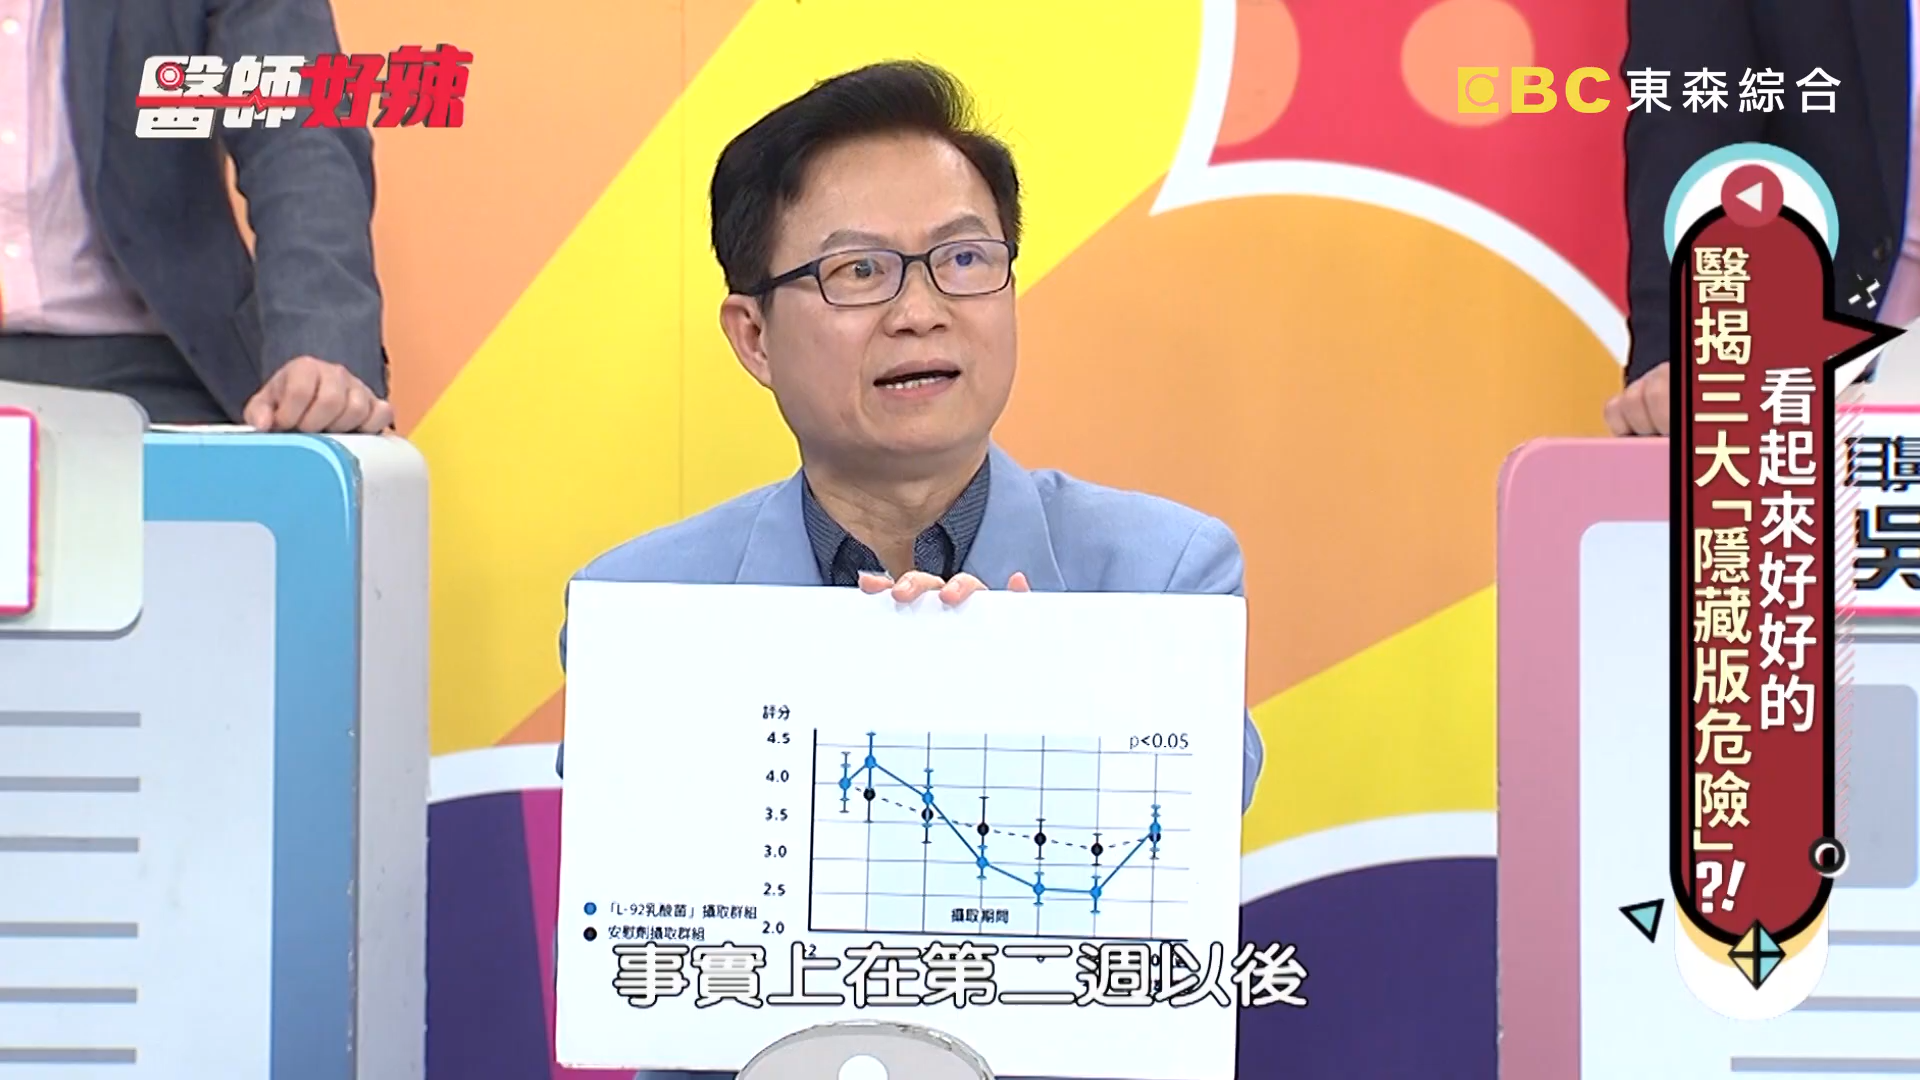 醫師好辣
EBC 東森綜合
看起來好好的
醫揭三大「隱藏版危險」?!
評分
4.5
4.0
3.5
3.0
2.5
2.0
p<0.05
攝取期間
「L-92乳酸菌」攝取群組
安慰劑攝取群組
吳
事實上在第二週以後